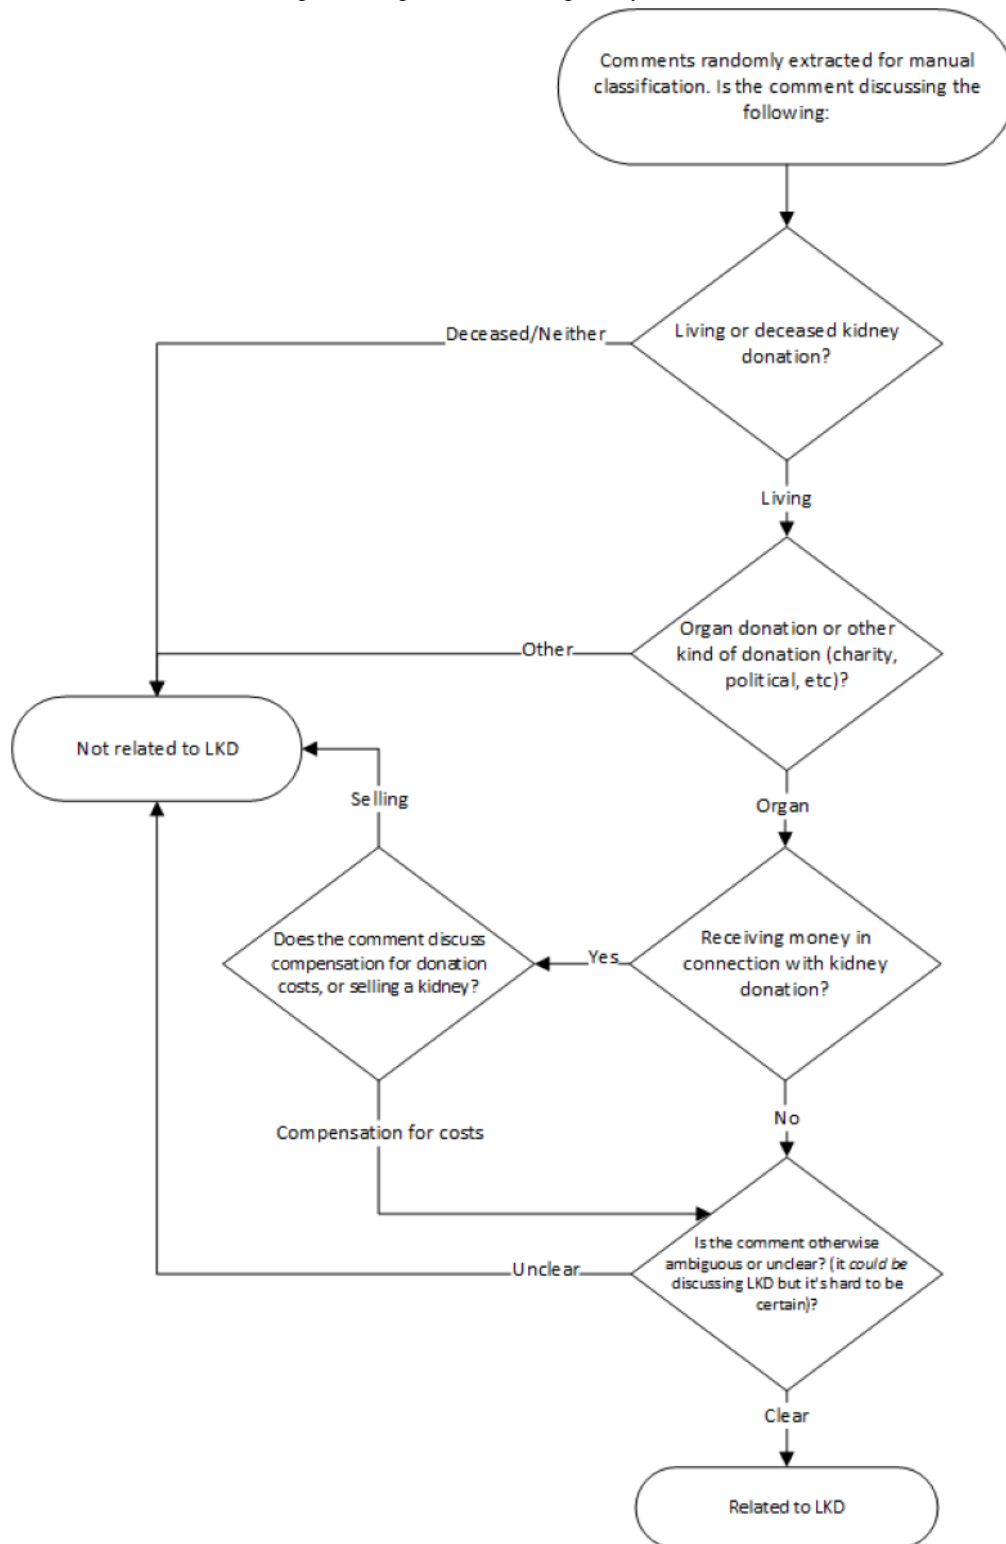 Comments randomly extracted for manual
classification. Is the comment discussing the
following:
Deceased/Neither
Living or deceased kidney
donation?
Living
Other
Organ donation or other
kind of donation (charity,
political, etc)?
Not related to LKD
Selling
Organ
Does the comment discuss
compensation for donation
costs, or selling a kidney?
Yes
Receiving money in
connection with kidney
donation?
Compensation for costs
No
Unclear
Is the comment otherwise
ambiguous or unclear? (it could be
discussing LKD but it's hard to be
certain)?
Clear
Related to LKD